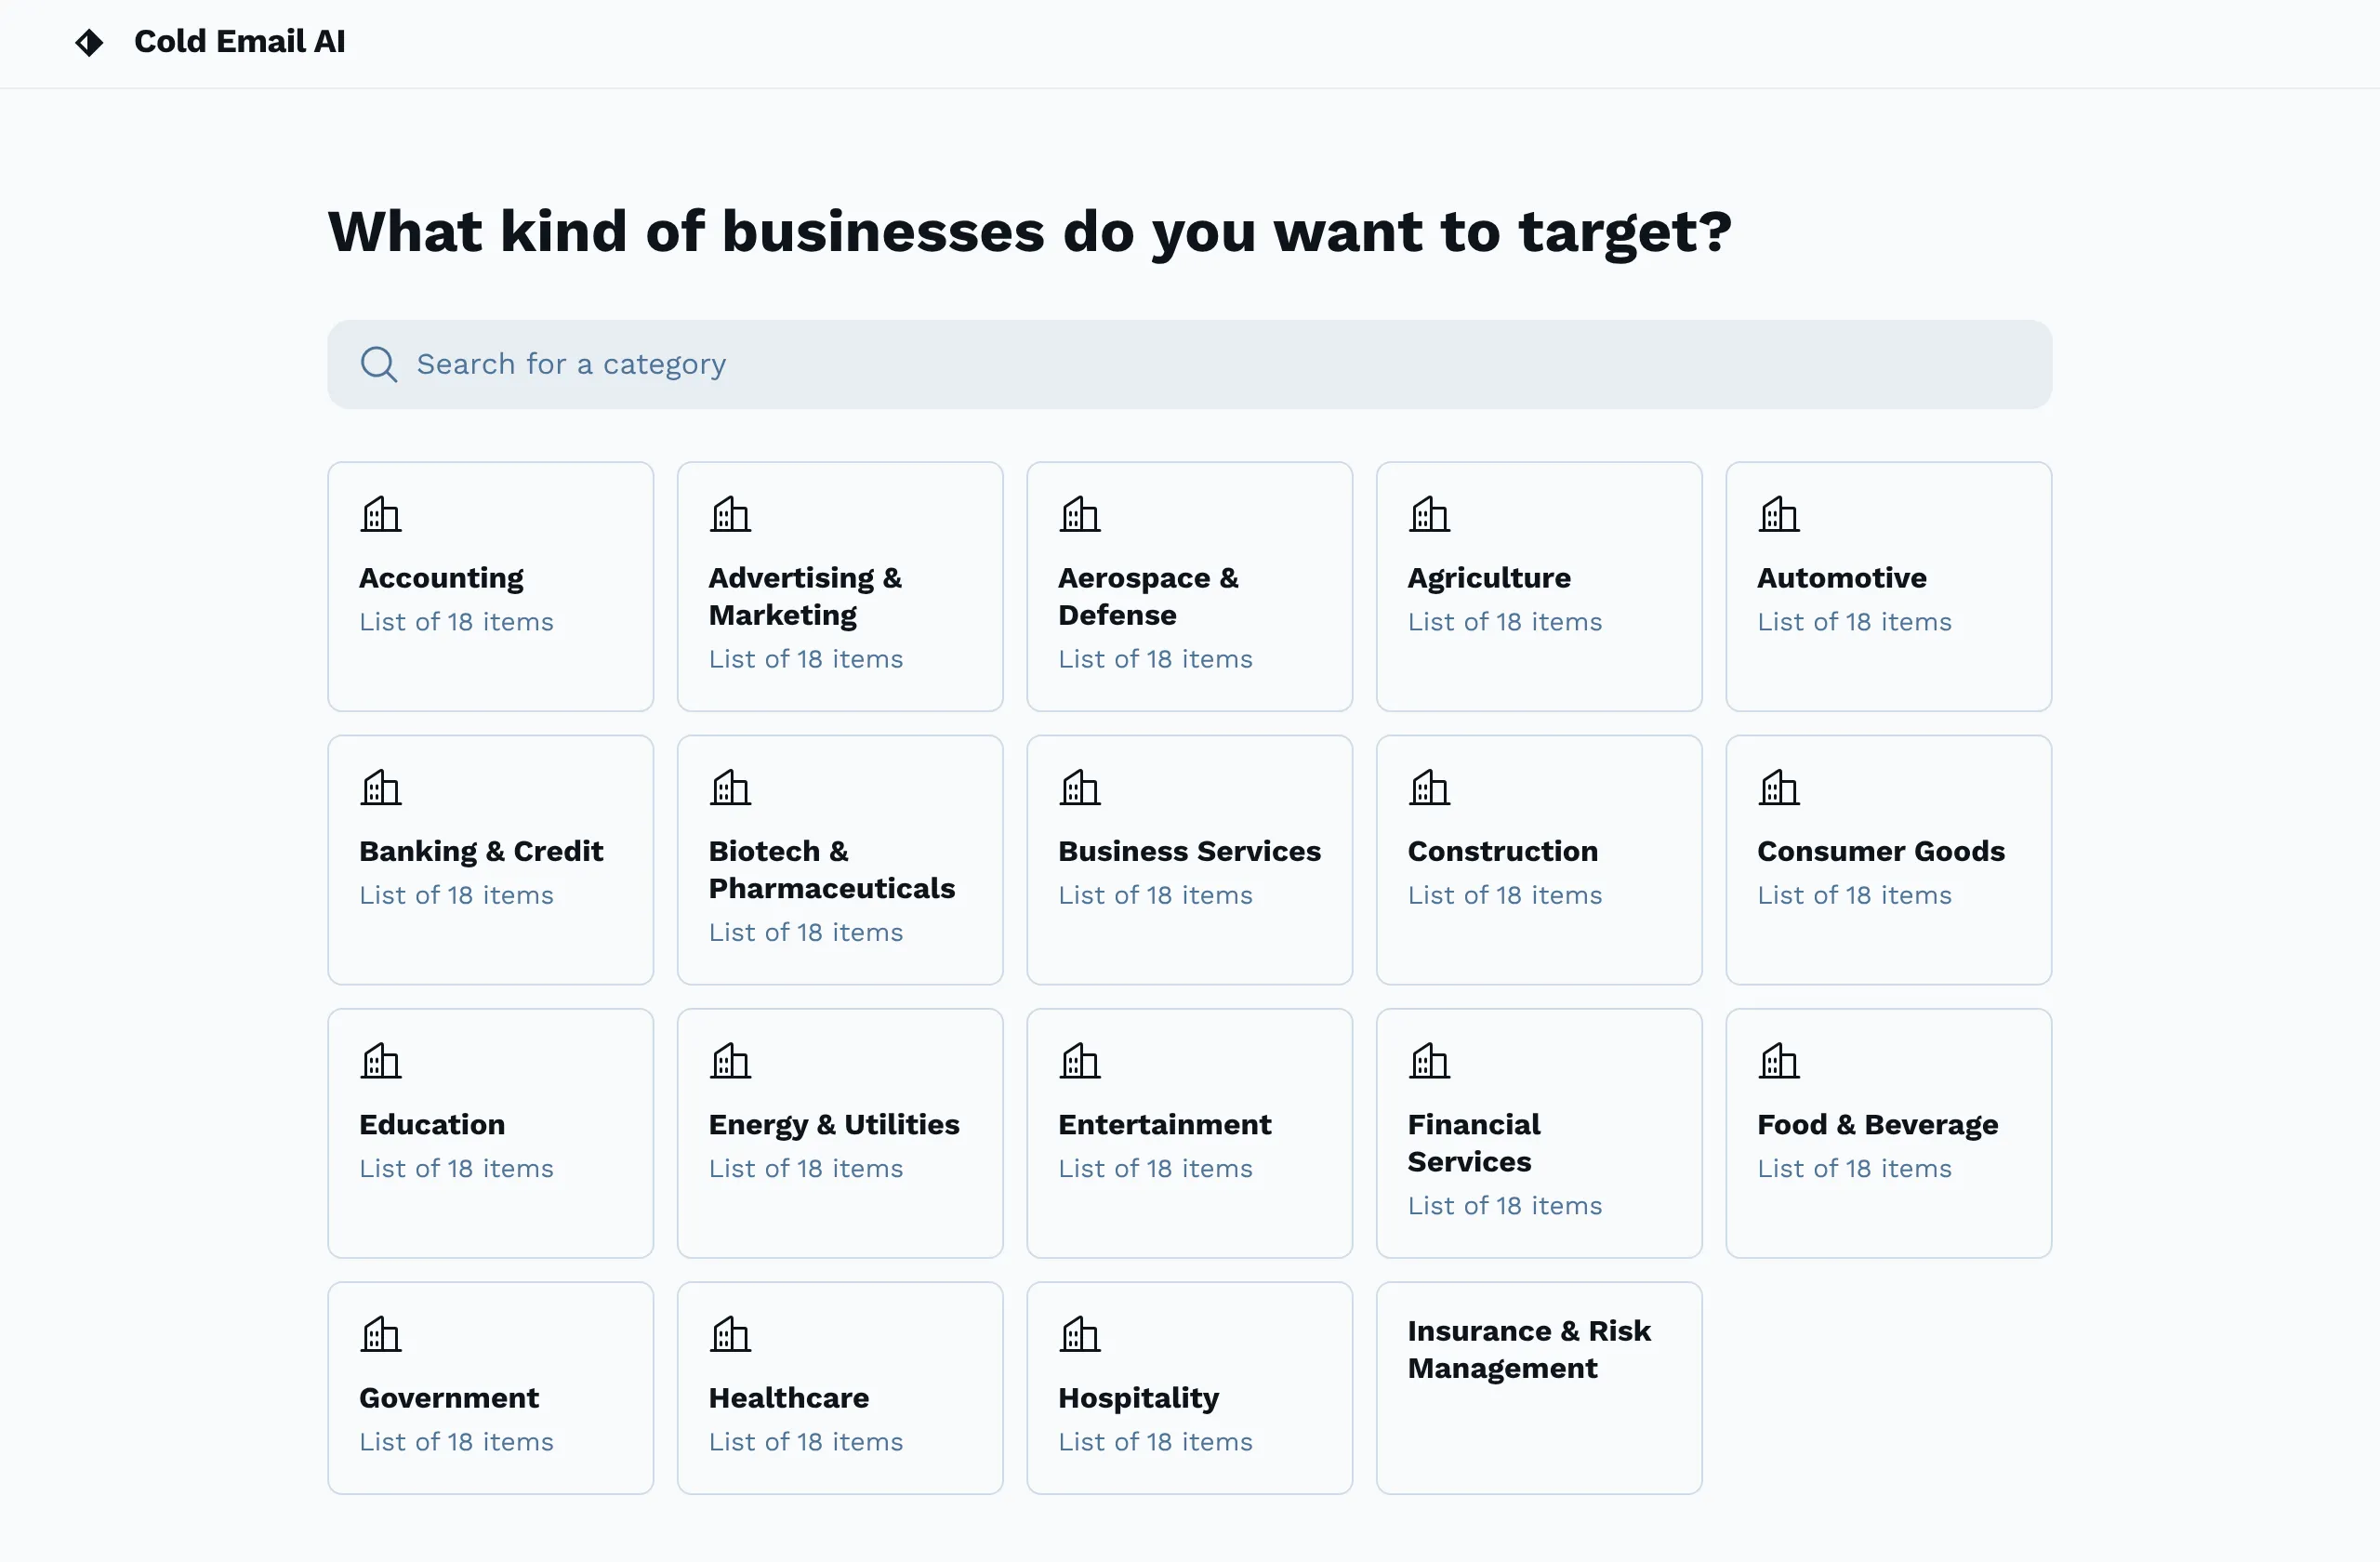 Cold Email AI
What kind of businesses do you want to target?
Search for a category
Accounting
List of 18 items
Advertising &
Marketing
List of 18 items
Aerospace &
Defense
List of 18 items
Agriculture
List of 18 items
Automotive
List of 18 items
Banking & Credit
List of 18 items
Biotech &
Pharmaceuticals
List of 18 items
Business Services
List of 18 items
Construction
List of 18 items
Consumer Goods
List of 18 items
Education
List of 18 items
Energy & Utilities
List of 18 items
Entertainment
List of 18 items
Financial
Services
List of 18 items
Food & Beverage
List of 18 items
Government
List of 18 items
Healthcare
List of 18 items
Hospitality
List of 18 items
Insurance & Risk
Management